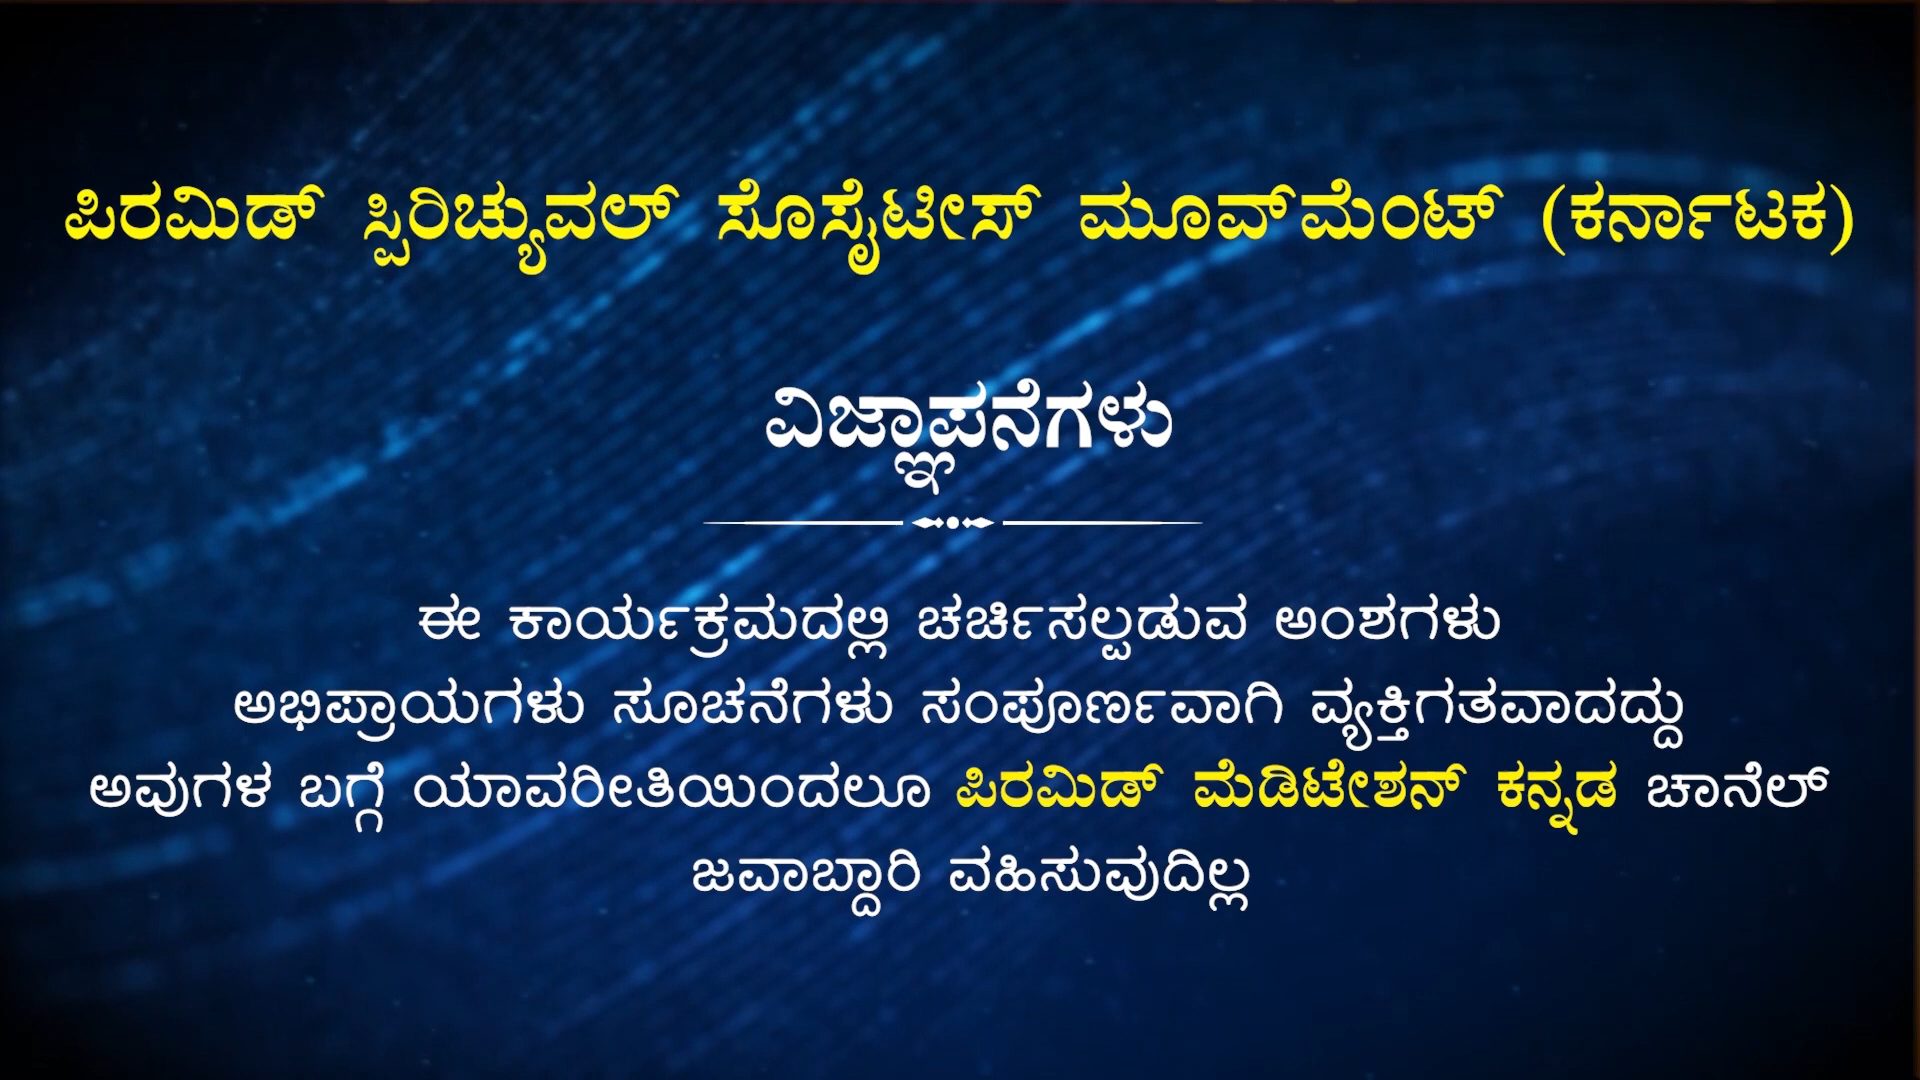 ಪಿರಮಿಡ್ ಸ್ಪಿರಿಚ್ಯುವಲ್ ಸೊಸೈಟೀಸ್ ಮೂವ್‌ಮೆಂಟ್ (ಕರ್ನಾಟಕ)
ವಿಜ್ಞಾಪನೆಗಳು
ಈ ಕಾರ್ಯಕ್ರಮದಲ್ಲಿ ಚರ್ಚಿಸಲ್ಪಡುವ ಅಂಶಗಳು
ಅಭಿಪ್ರಾಯಗಳು ಸೂಚನೆಗಳು ಸಂಪೂರ್ಣವಾಗಿ ವ್ಯಕ್ತಿಗತವಾದದ್ದು
ಅವುಗಳ ಬಗ್ಗೆ ಯಾವರೀತಿಯಿಂದಲೂ ಪಿರಮಿಡ್ ಮೆಡಿಟೇಶನ್ ಕನ್ನಡ ಚಾನೆಲ್
ಜವಾಬ್ದಾರಿ ವಹಿಸುವುದಿಲ್ಲ